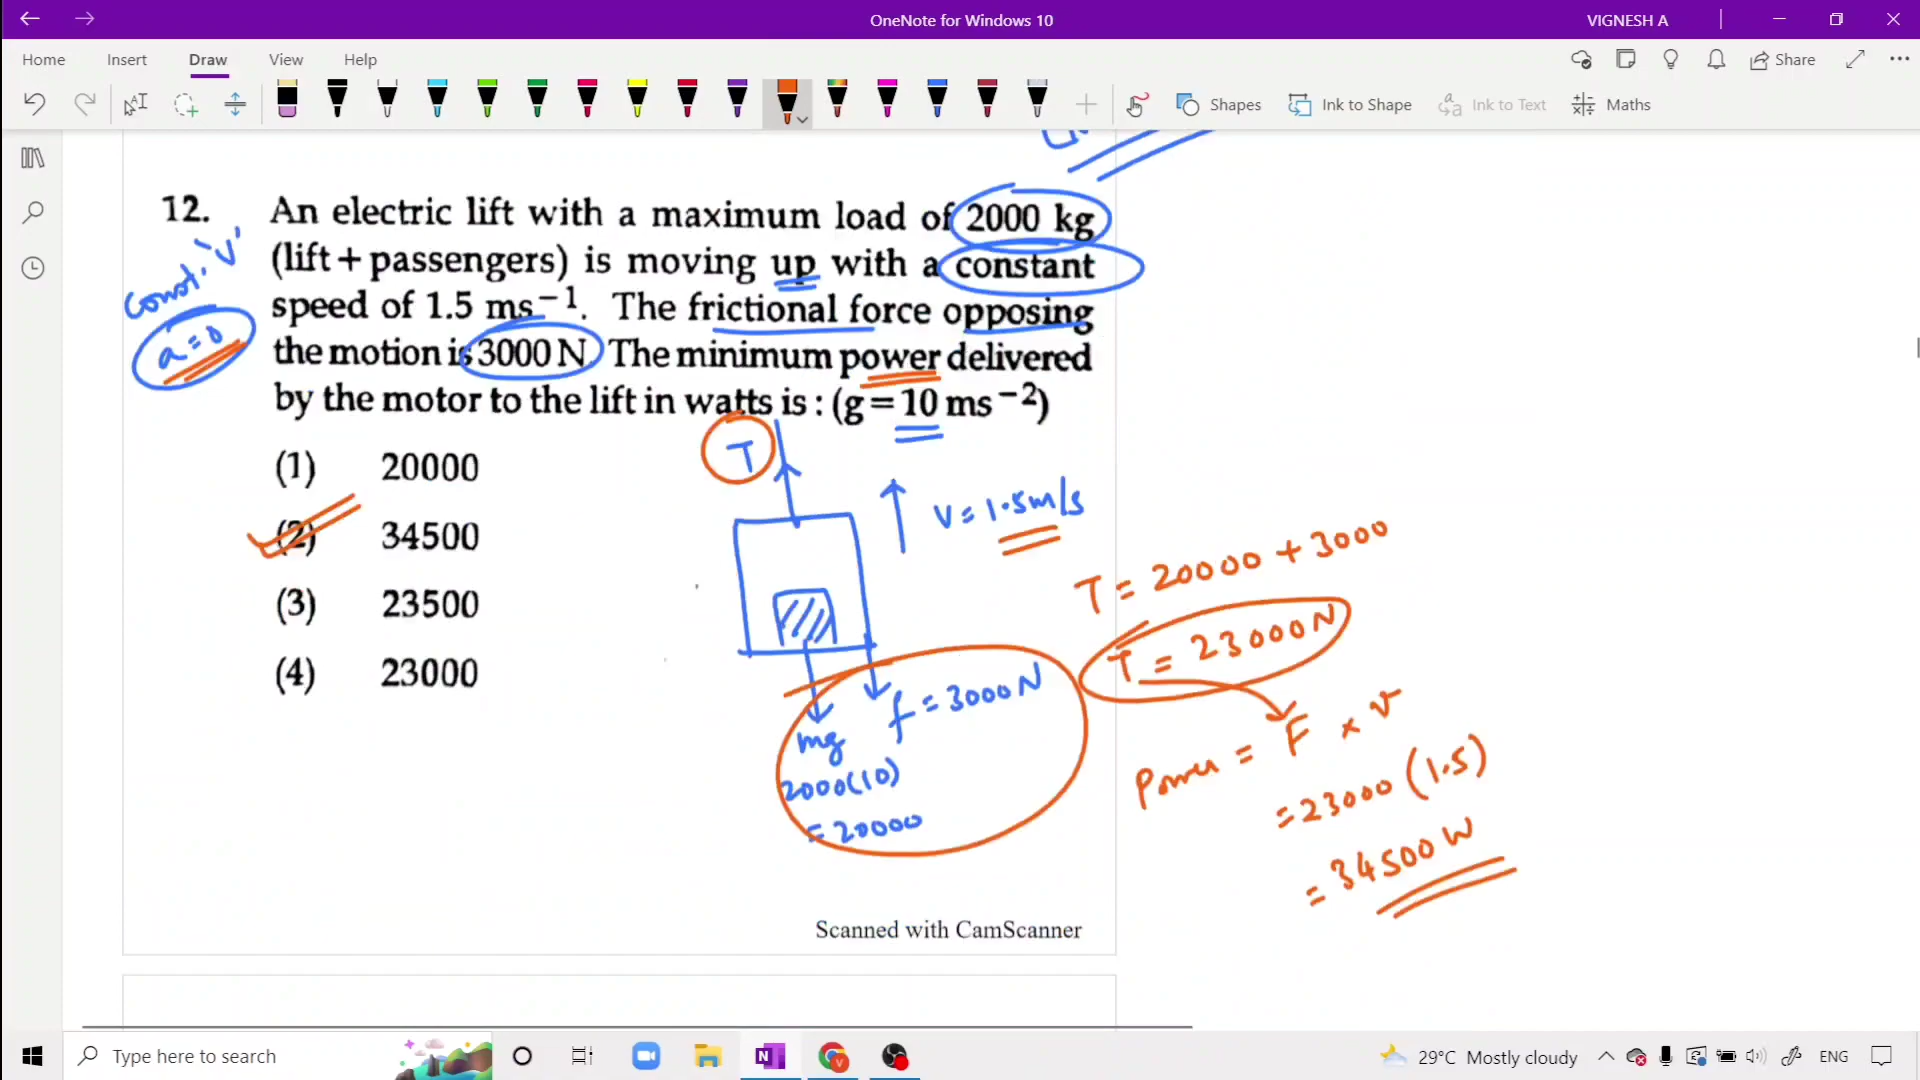 OneNote for Windows 10
VIGNESH A
Home Insert Draw View Help
Share
Shapes Ink to Shape Ink to Text Maths
12. An electric lift with a maximum load of 2000 kg
(lift + passengers) is moving up with a constant
speed of 1.5 ms⁻¹. The frictional force opposing
the motion is 3000 N. The minimum power delivered
by the motor to the lift in watts is : (g = 10 ms⁻²)
const. 'v'
a=0
(1) 20000
(2) 34500
(3) 23500
(4) 23000
T
v = 1.5m/s
f = 3000 N
mg
2000(10)
= 20000
T = 20000 + 3000
T = 23000N
Power = F × v
= 23000 (1.5)
= 34500 W
Scanned with CamScanner
Type here to search
29°C Mostly cloudy
ENG